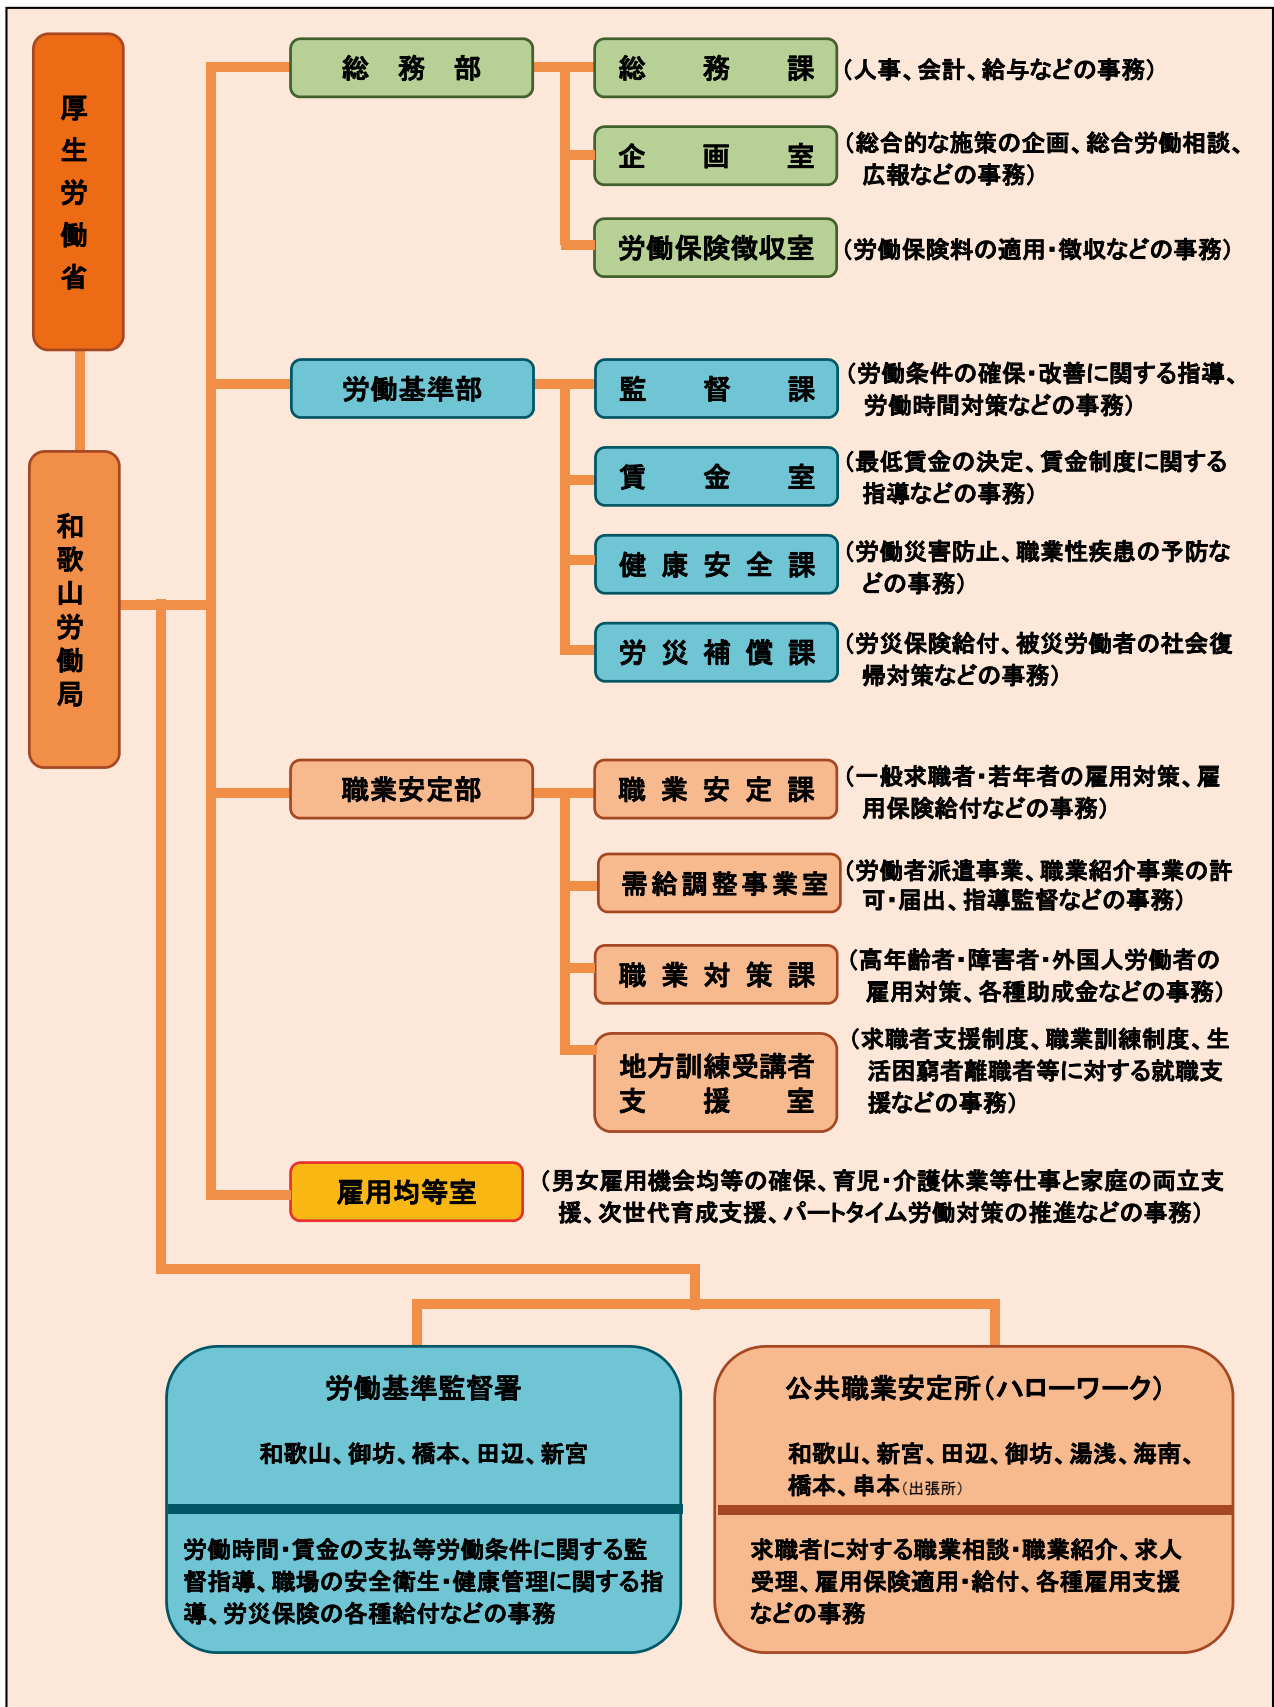 厚生労働省
和歌山労働局
総務部
総務課
（人事、会計、給与などの事務）
企画室
（総合的な施策の企画、総合労働相談、
広報などの事務）
労働保険徴収室
（労働保険料の適用・徴収などの事務）
労働基準部
監督課
（労働条件の確保・改善に関する指導、
労働時間対策などの事務）
賃金室
（最低賃金の決定、賃金制度に関する
指導などの事務）
健康安全課
（労働災害防止、職業性疾患の予防な
どの事務）
労災補償課
（労災保険給付、被災労働者の社会復
帰対策などの事務）
職業安定部
職業安定課
（一般求職者・若年者の雇用対策、雇
用保険給付などの事務）
需給調整事業室
（労働者派遣事業、職業紹介事業の許
可・届出、指導監督などの事務）
職業対策課
（高年齢者・障害者・外国人労働者の
雇用対策、各種助成金などの事務）
地方訓練受講者
支援室
（求職者支援制度、職業訓練制度、生
活困窮者離職者等に対する就職支
援などの事務）
雇用均等室
（男女雇用機会均等の確保、育児・介護休業等仕事と家庭の両立支
援、次世代育成支援、パートタイム労働対策の推進などの事務）
労働基準監督署
和歌山、御坊、橋本、田辺、新宮
労働時間・賃金の支払等労働条件に関する監
督指導、職場の安全衛生・健康管理に関する指
導、労災保険の各種給付などの事務
公共職業安定所（ハローワーク）
和歌山、新宮、田辺、御坊、湯浅、海南、
橋本、串本（出張所）
求職者に対する職業相談・職業紹介、求人
受理、雇用保険適用・給付、各種雇用支援
などの事務